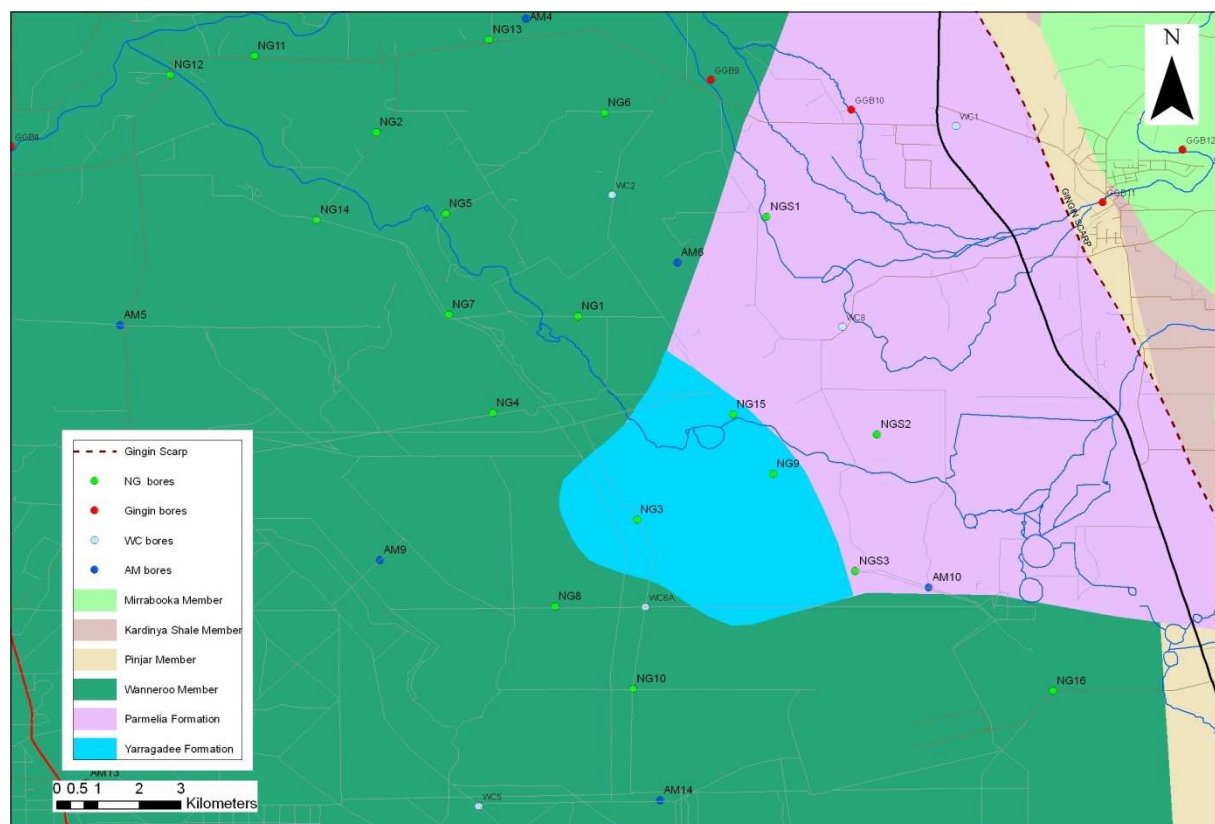 AM4
NG13
NG11
NG12
GGB9
GGB10
NG6
WC1
NG2
GGB4
GGB12
WC2
GGB11
NG5
NG14
NGS1
GINGIN SCARP
AM6
NG7
NG1
AM5
WC8
NG4
NG15
NGS2
NG9
NG3
AM9
NGS3
AM10
NG8
WC6A
NG10
NG16
AM13
AM14
WC5
N
Gingin Scarp
NG bores
Gingin bores
WC bores
AM bores
Mirrabooka Member
Kardinya Shale Member
Pinjar Member
Wanneroo Member
Parmelia Formation
Yarragadee Formation
0 0.5 1 2 3
Kilometers